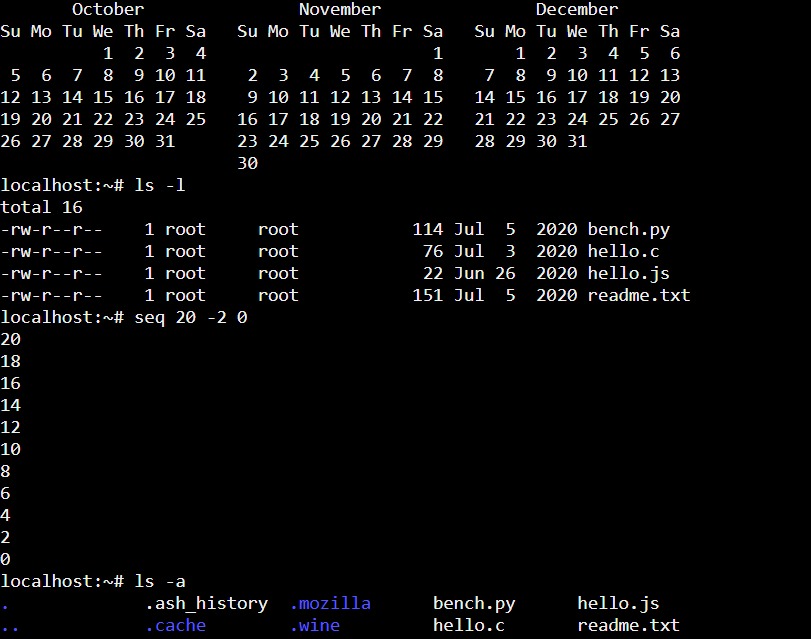 October               November               December
Su Mo Tu We Th Fr Sa   Su Mo Tu We Th Fr Sa   Su Mo Tu We Th Fr Sa
          1  2  3  4                      1       1  2  3  4  5  6
 5  6  7  8  9 10 11    2  3  4  5  6  7  8    7  8  9 10 11 12 13
12 13 14 15 16 17 18    9 10 11 12 13 14 15   14 15 16 17 18 19 20
19 20 21 22 23 24 25   16 17 18 19 20 21 22   21 22 23 24 25 26 27
26 27 28 29 30 31      23 24 25 26 27 28 29   28 29 30 31
                       30
localhost:~# ls -l
total 16
-rw-r--r--    1 root     root           114 Jul  5  2020 bench.py
-rw-r--r--    1 root     root            76 Jul  3  2020 hello.c
-rw-r--r--    1 root     root            22 Jun 26  2020 hello.js
-rw-r--r--    1 root     root           151 Jul  5  2020 readme.txt
localhost:~# seq 20 -2 0
20
18
16
14
12
10
8
6
4
2
0
localhost:~# ls -a
.             .ash_history  .mozilla      bench.py      hello.js
..            .cache        .wine         hello.c       readme.txt